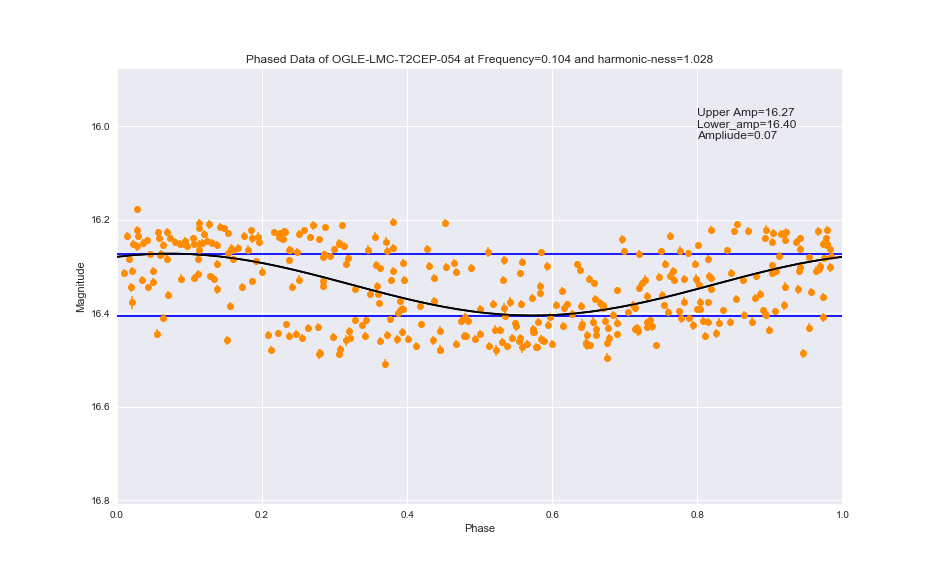 Phased Data of OGLE-LMC-T2CEP-054 at Frequency=0.104 and harmonic-ness=1.028
Upper Amp=16.27
Lower_amp=16.40
Ampliude=0.07
16.0
16.2
16.4
16.6
16.8
Magnitude
0.0 0.2 0.4 0.6 0.8 1.0
Phase